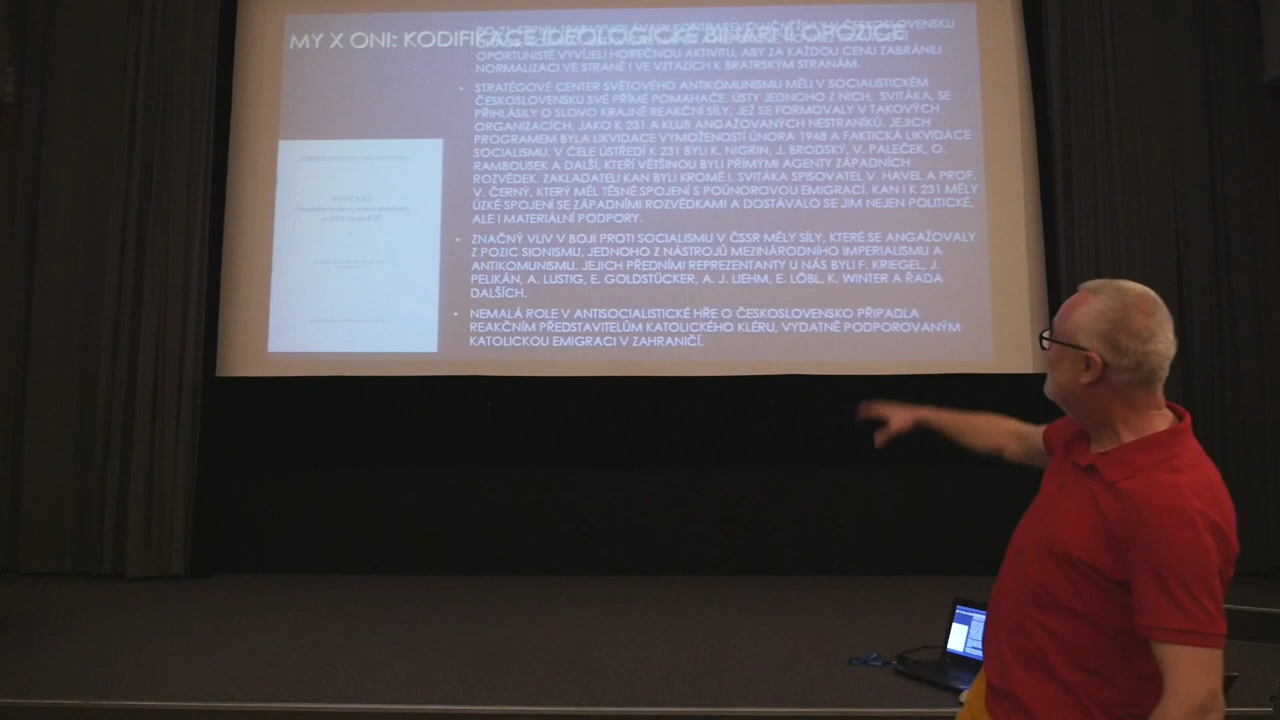 MY X ONI: KODIFIKACE IDEOLOGICKÉ BINÁRNÍ OPOZICE
OPORTUNISTÉ VYVÍJELI HOREČNOU AKTIVITU, ABY ZA KAŽDOU CENU ZABRÁNILI
NORMALIZACI VE STRANĚ I VE VZTAZÍCH K BRATRSKÝM STRANÁM.
• STRATÉGOVÉ CENTER SVĚTOVÉHO ANTIKOMUNISMU MĚLI V SOCIALISTICKÉM
ČESKOSLOVENSKU SVÉ PŘÍMÉ POMAHAČE. ÚSTY JEDNOHO Z NICH, SVITÁKA, SE
PŘIHLÁSILY O SLOVO KRAJNĚ REAKČNÍ SÍLY, JEŽ SE FORMOVALY V TAKOVÝCH
ORGANIZACÍCH, JAKO K 231 A KLUB ANGAŽOVANÝCH NESTRANÍKŮ. JEJICH
PROGRAMEM BYLA LIKVIDACE VYMOŽENOSTÍ ÚNORA 1948 A FAKTICKÁ LIKVIDACE
SOCIALISMU. V ČELE ÚSTŘEDÍ K 231 BYLI K. NIGRIN, J. BRODSKÝ, V. PALEČEK, O.
RAMBOUSEK A DALŠÍ, KTEŘÍ VĚTŠINOU BYLI PŘÍMÝMI AGENTY ZÁPADNÍCH
ROZVĚDEK. ZAKLADATELI KAN BYLI KROMĚ I. SVITÁKA SPISOVATEL V. HAVEL A PROF.
V. ČERNÝ, KTERÝ MĚL TĚSNÉ SPOJENÍ S POÚNOROVOU EMIGRACÍ. KAN I K 231 MĚLY
ÚZKÉ SPOJENÍ SE ZÁPADNÍMI ROZVĚDKAMI A DOSTÁVALO SE JIM NEJEN POLITICKÉ,
ALE I MATERIÁLNÍ PODPORY.
• ZNAČNÝ VLIV V BOJI PROTI SOCIALISMU V ČSSR MĚLY SÍLY, KTERÉ SE ANGAŽOVALY
Z POZIC SIONISMU, JEDNOHO Z NÁSTROJŮ MEZINÁRODNÍHO IMPERIALISMU A
ANTIKOMUNISMU. JEJICH PŘEDNÍMI REPREZENTANTY U NÁS BYLI F. KRIEGEL, J.
PELIKÁN, A. LUSTIG, E. GOLDSTÜCKER, A. J. LIEHM, E. LÖBL, K. WINTER A ŘADA
DALŠÍCH.
• NEMALÁ ROLE V ANTISOCIALISTICKÉ HŘE O ČESKOSLOVENSKO PŘIPADLA
REAKČNÍM PŘEDSTAVITELŮM KATOLICKÉHO KLÉRU, VYDATNĚ PODPOROVANÝM
KATOLICKOU EMIGRACÍ V ZAHRANIČÍ.